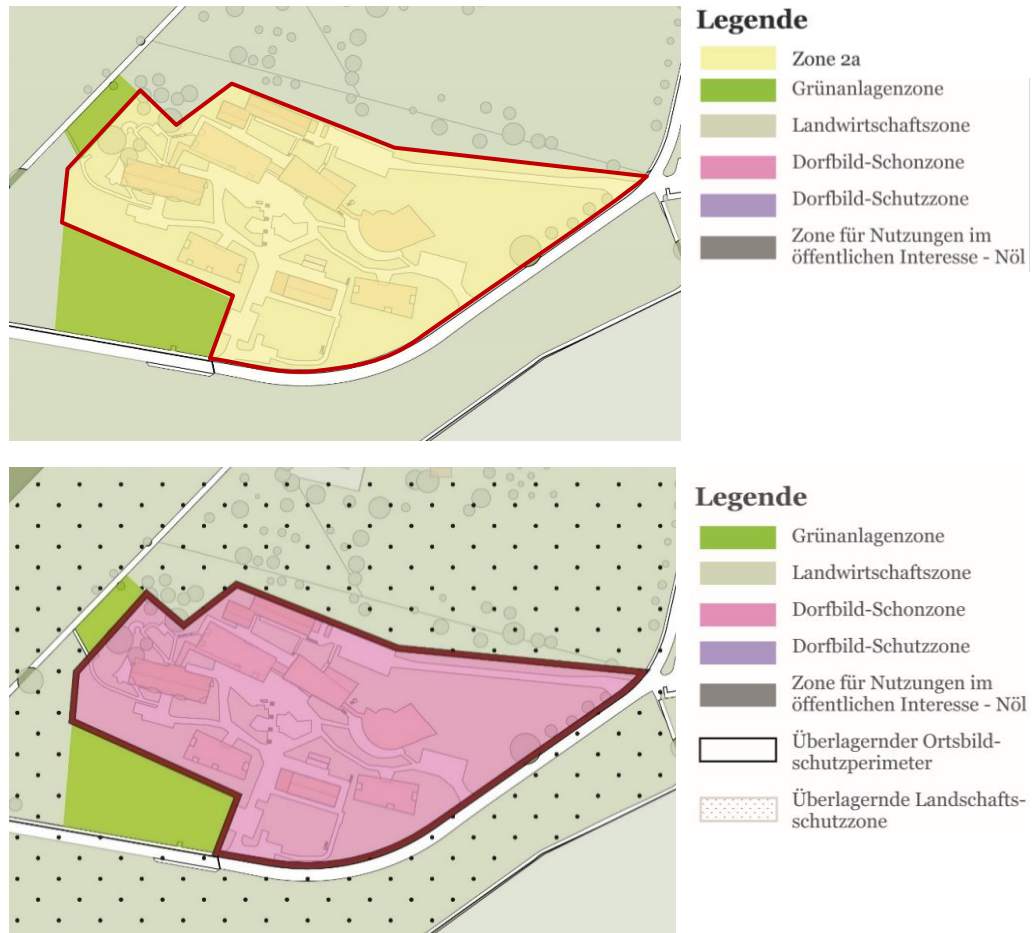 Legende
Zone 2a
Grünanlagenzone
Landwirtschaftszone
Dorfbild-Schonzone
Dorfbild-Schutzzone
Zone für Nutzungen im
öffentlichen Interesse - Nöl
Legende
Grünanlagenzone
Landwirtschaftszone
Dorfbild-Schonzone
Dorfbild-Schutzzone
Zone für Nutzungen im
öffentlichen Interesse - Nöl
Überlagernder Ortsbild-
schutzperimeter
Überlagernde Landschafts-
schutzzone